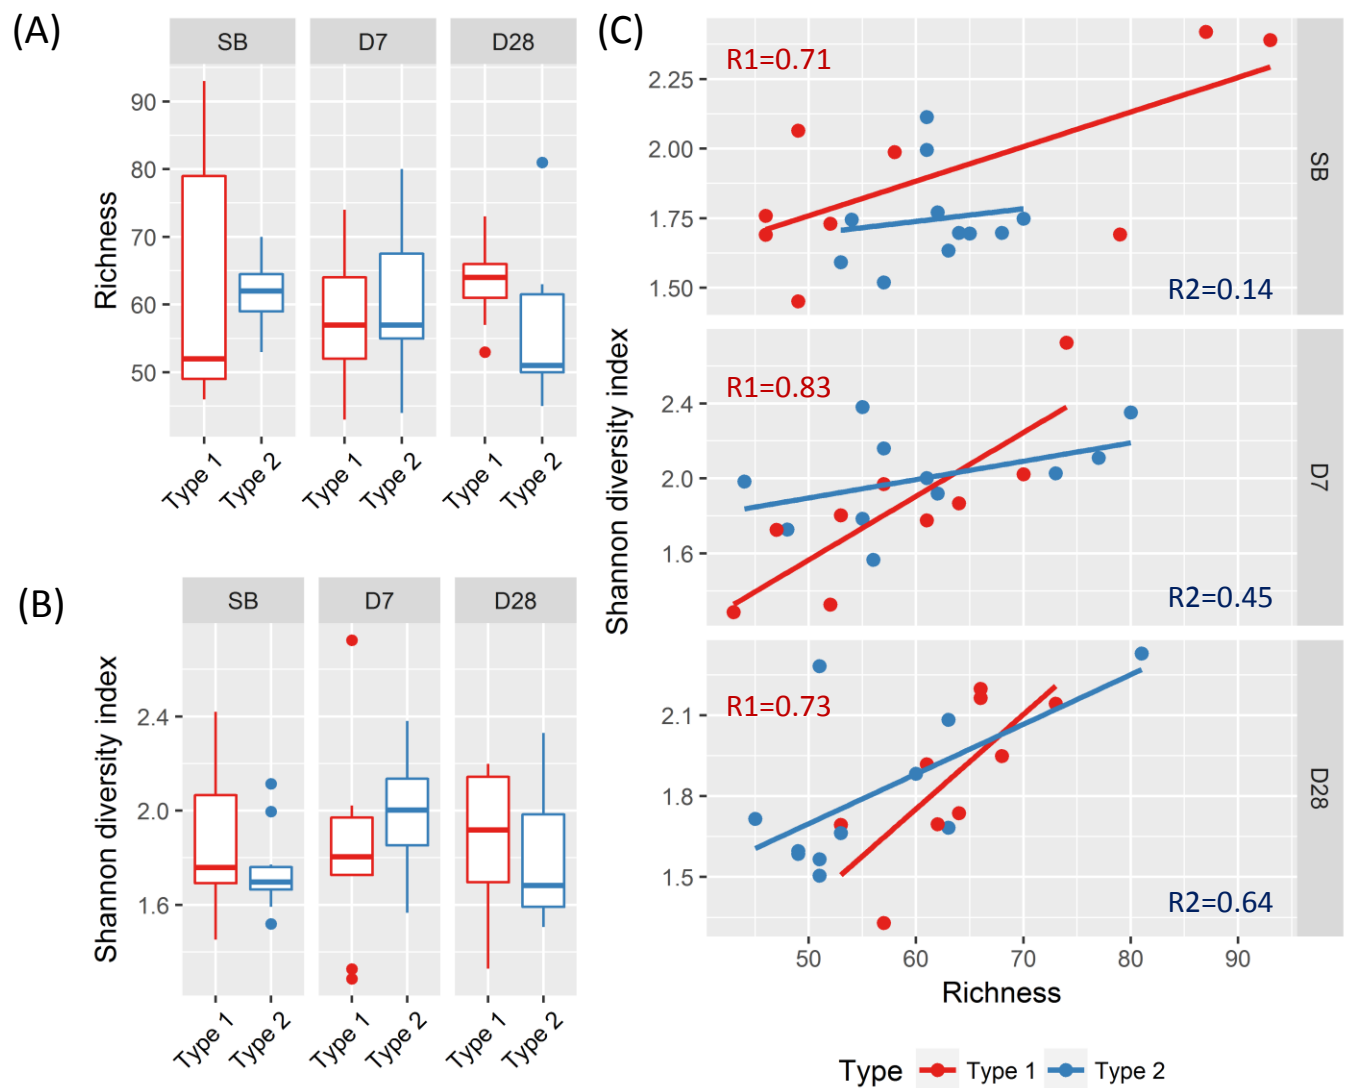 (A)
SB D7 D28
Richness
90
80
70
60
50
Type 1 Type 2 Type 1 Type 2 Type 1 Type 2
(B)
SB D7 D28
Shannon diversity index
2.4
2.0
1.6
Type 1 Type 2 Type 1 Type 2 Type 1 Type 2
(C)
Shannon diversity index
R1=0.71
2.25
2.00
1.75
1.50
R2=0.14
SB
R1=0.83
2.4
2.0
1.6
R2=0.45
D7
R1=0.73
2.1
1.8
1.5
R2=0.64
D28
50 60 70 80 90
Richness
Type Type 1 Type 2